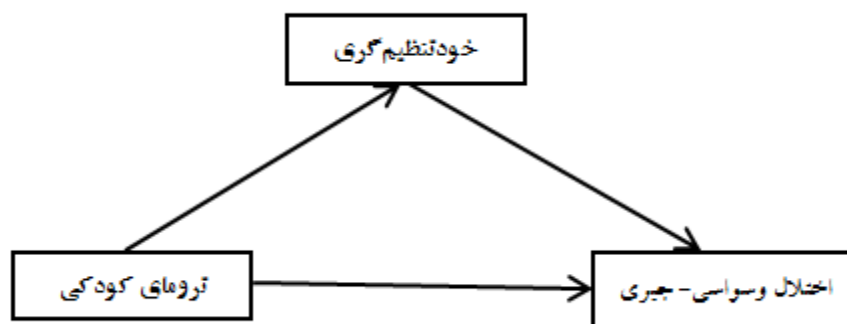 خودتنظیم‌گری
ترومای کودکی
اختلال وسواسی- جبری